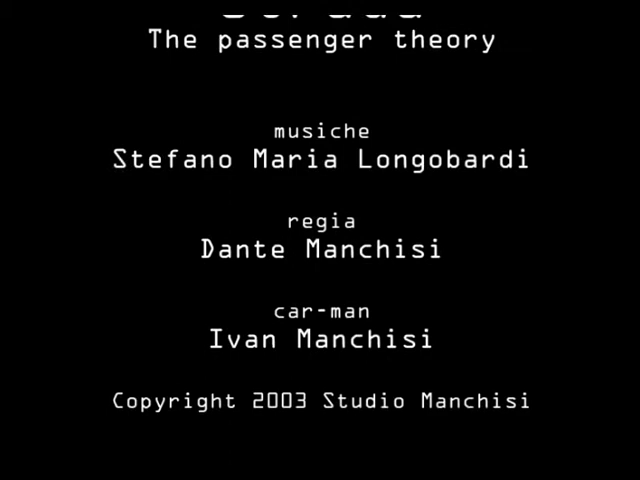 The passenger theory
musiche
Stefano Maria Longobardi
regia
Dante Manchisi
car-man
Ivan Manchisi
Copyright 2003 Studio Manchisi